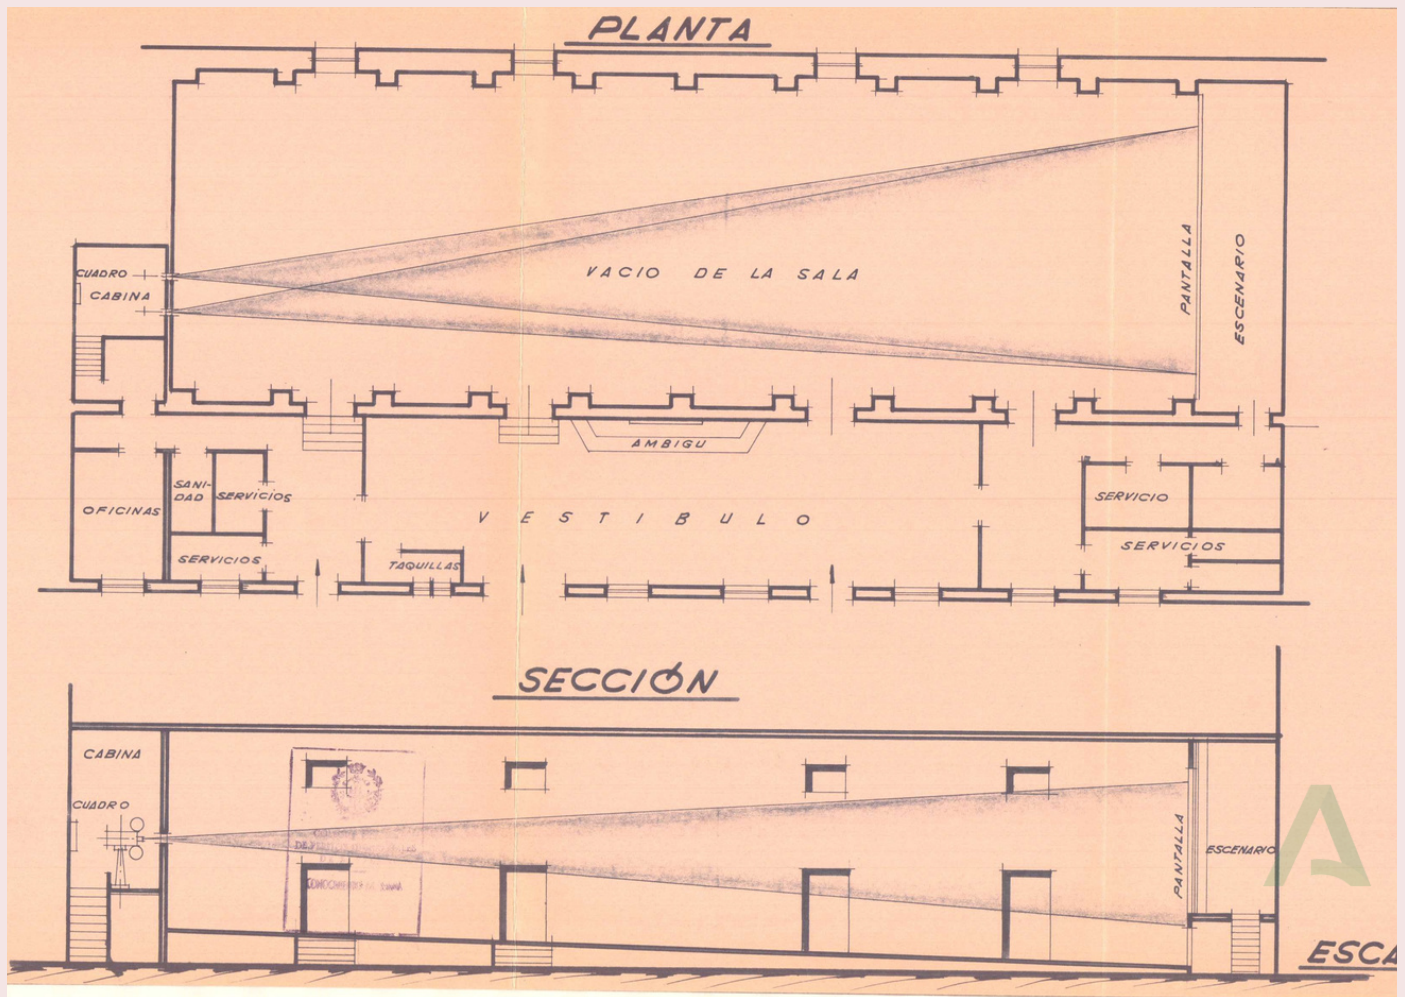 PLANTA
CUADRO
CABINA
VACIO DE LA SALA
PANTALLA
ESCENARIO
AMBIGU
OFICINAS
SANI-
DAD
SERVICIOS
SERVICIOS
VESTIBULO
TAQUILLAS
SERVICIO
SERVICIOS
SECCIÓN
CABINA
CUADRO
PANTALLA
ESCENARIO
ESCA